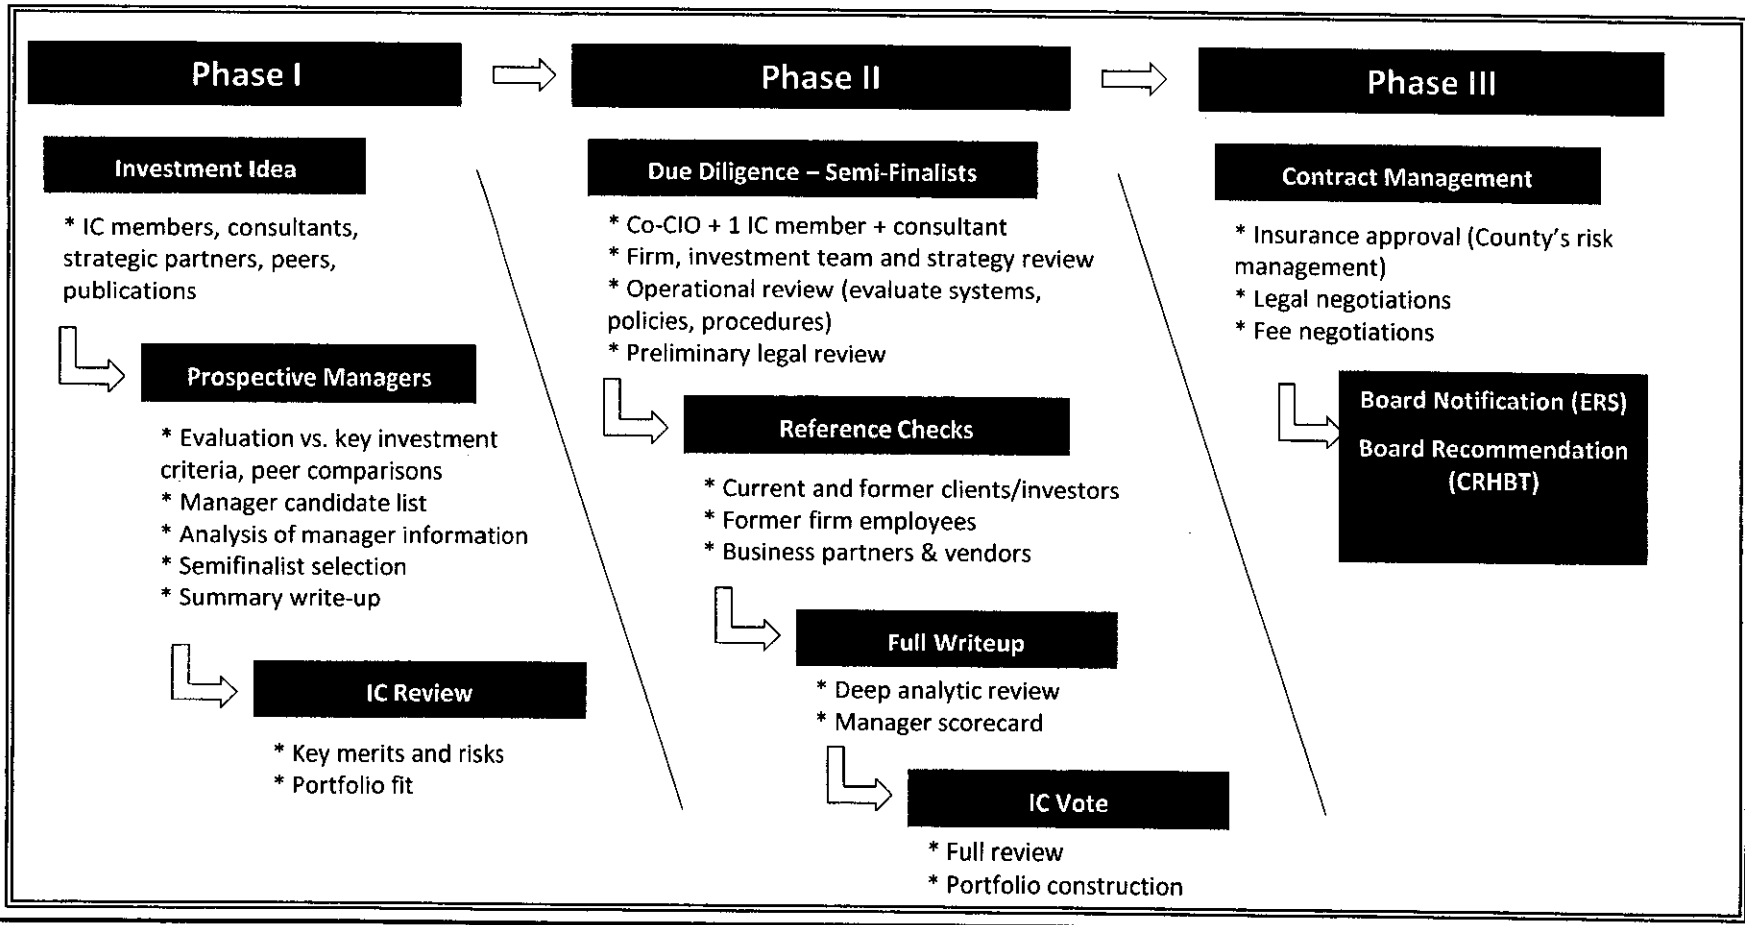 Phase I
Phase II
Phase III
Investment Idea
* IC members, consultants,
strategic partners, peers,
publications
Prospective Managers
* Evaluation vs. key investment
criteria, peer comparisons
* Manager candidate list
* Analysis of manager information
* Semifinalist selection
* Summary write-up
IC Review
* Key merits and risks
* Portfolio fit
Due Diligence – Semi-Finalists
* Co-CIO + 1 IC member + consultant
* Firm, investment team and strategy review
* Operational review (evaluate systems,
policies, procedures)
* Preliminary legal review
Reference Checks
* Current and former clients/investors
* Former firm employees
* Business partners & vendors
Full Writeup
* Deep analytic review
* Manager scorecard
IC Vote
* Full review
* Portfolio construction
Contract Management
* Insurance approval (County's risk
management)
* Legal negotiations
* Fee negotiations
Board Notification (ERS)
Board Recommendation
(CRHBT)